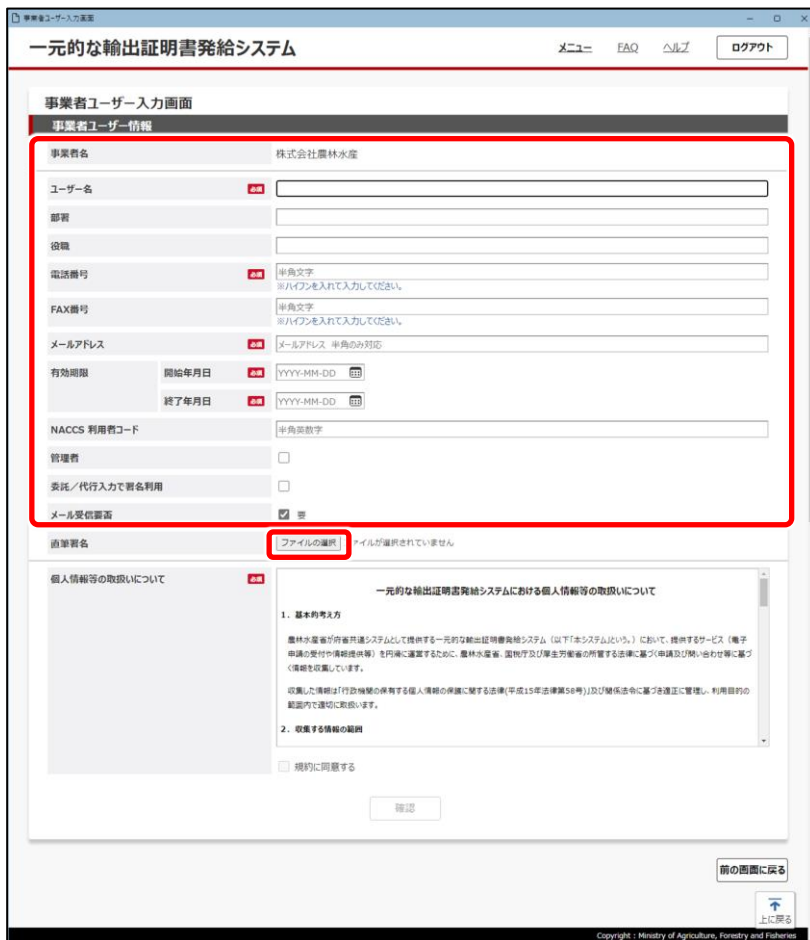 事業者ユーザー入力画面
一元的な輸出証明書発給システム
メニュー FAQ ヘルプ ログアウト
事業者ユーザー入力画面
事業者ユーザー情報
事業者名 株式会社農林水産
ユーザー名 必須
部署
役職
電話番号 必須 半角文字
※ハイフンを入れて入力してください。
FAX番号 半角文字
※ハイフンを入れて入力してください。
メールアドレス 必須 メールアドレス 半角のみ対応
有効期限 開始年月日 必須 YYYY-MM-DD
終了年月日 必須 YYYY-MM-DD
NACCS 利用者コード 半角英数字
管理者
委託/代行入力で署名利用
メール受信要否 要
直筆署名 ファイルの選択 ァイルが選択されていません
個人情報等の取扱いについて 必須
一元的な輸出証明書発給システムにおける個人情報等の取扱いについて
1. 基本的考え方
農林水産省が府省共通システムとして提供する一元的な輸出証明書発給システム(以下「本システム」という。)において、提供するサービス(電子
申請の受付や情報提供等)を円滑に運営するために、農林水産省、国税庁及び厚生労働省の所管する法律に基づく申請及び問い合わせ等に基づ
く情報を収集しています。
収集した情報は「行政機関の保有する個人情報の保護に関する法律(平成15年法律第58号)」及び関係法令に基づき適正に管理し、利用目的の
範囲内で適切に取扱います。
2. 収集する情報の範囲
規約に同意する
確認
前の画面に戻る
上に戻る
Copyright : Ministry of Agriculture, Forestry and Fisheries